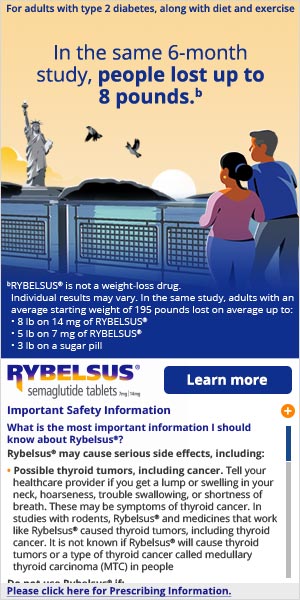 For adults with type 2 diabetes, along with diet and exercise
In the same 6-month
study, people lost up to
8 pounds.ᵇ
ᵇRYBELSUS® is not a weight-loss drug.
Individual results may vary. In the same study, adults with an
average starting weight of 195 pounds lost on average up to:
• 8 lb on 14 mg of RYBELSUS®
• 5 lb on 7 mg of RYBELSUS®
• 3 lb on a sugar pill
RYBELSUS®
semaglutide tablets 7mg | 14mg
Learn more
Important Safety Information
What is the most important information I should
know about Rybelsus®?
Rybelsus® may cause serious side effects, including:
• Possible thyroid tumors, including cancer. Tell your
healthcare provider if you get a lump or swelling in your
neck, hoarseness, trouble swallowing, or shortness of
breath. These may be symptoms of thyroid cancer. In
studies with rodents, Rybelsus® and medicines that work
like Rybelsus® caused thyroid tumors, including thyroid
cancer. It is not known if Rybelsus® will cause thyroid
tumors or a type of thyroid cancer called medullary
thyroid carcinoma (MTC) in people
Do not use Rybelsus® if:
Please click here for Prescribing Information.